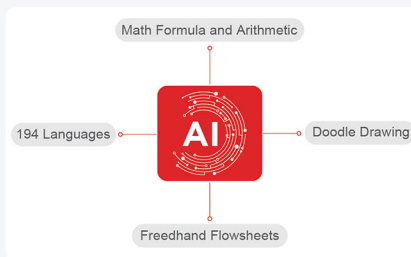 Math Formula and Arithmetic
194 Languages
AI
Doodle Drawing
Freedhand Flowsheets